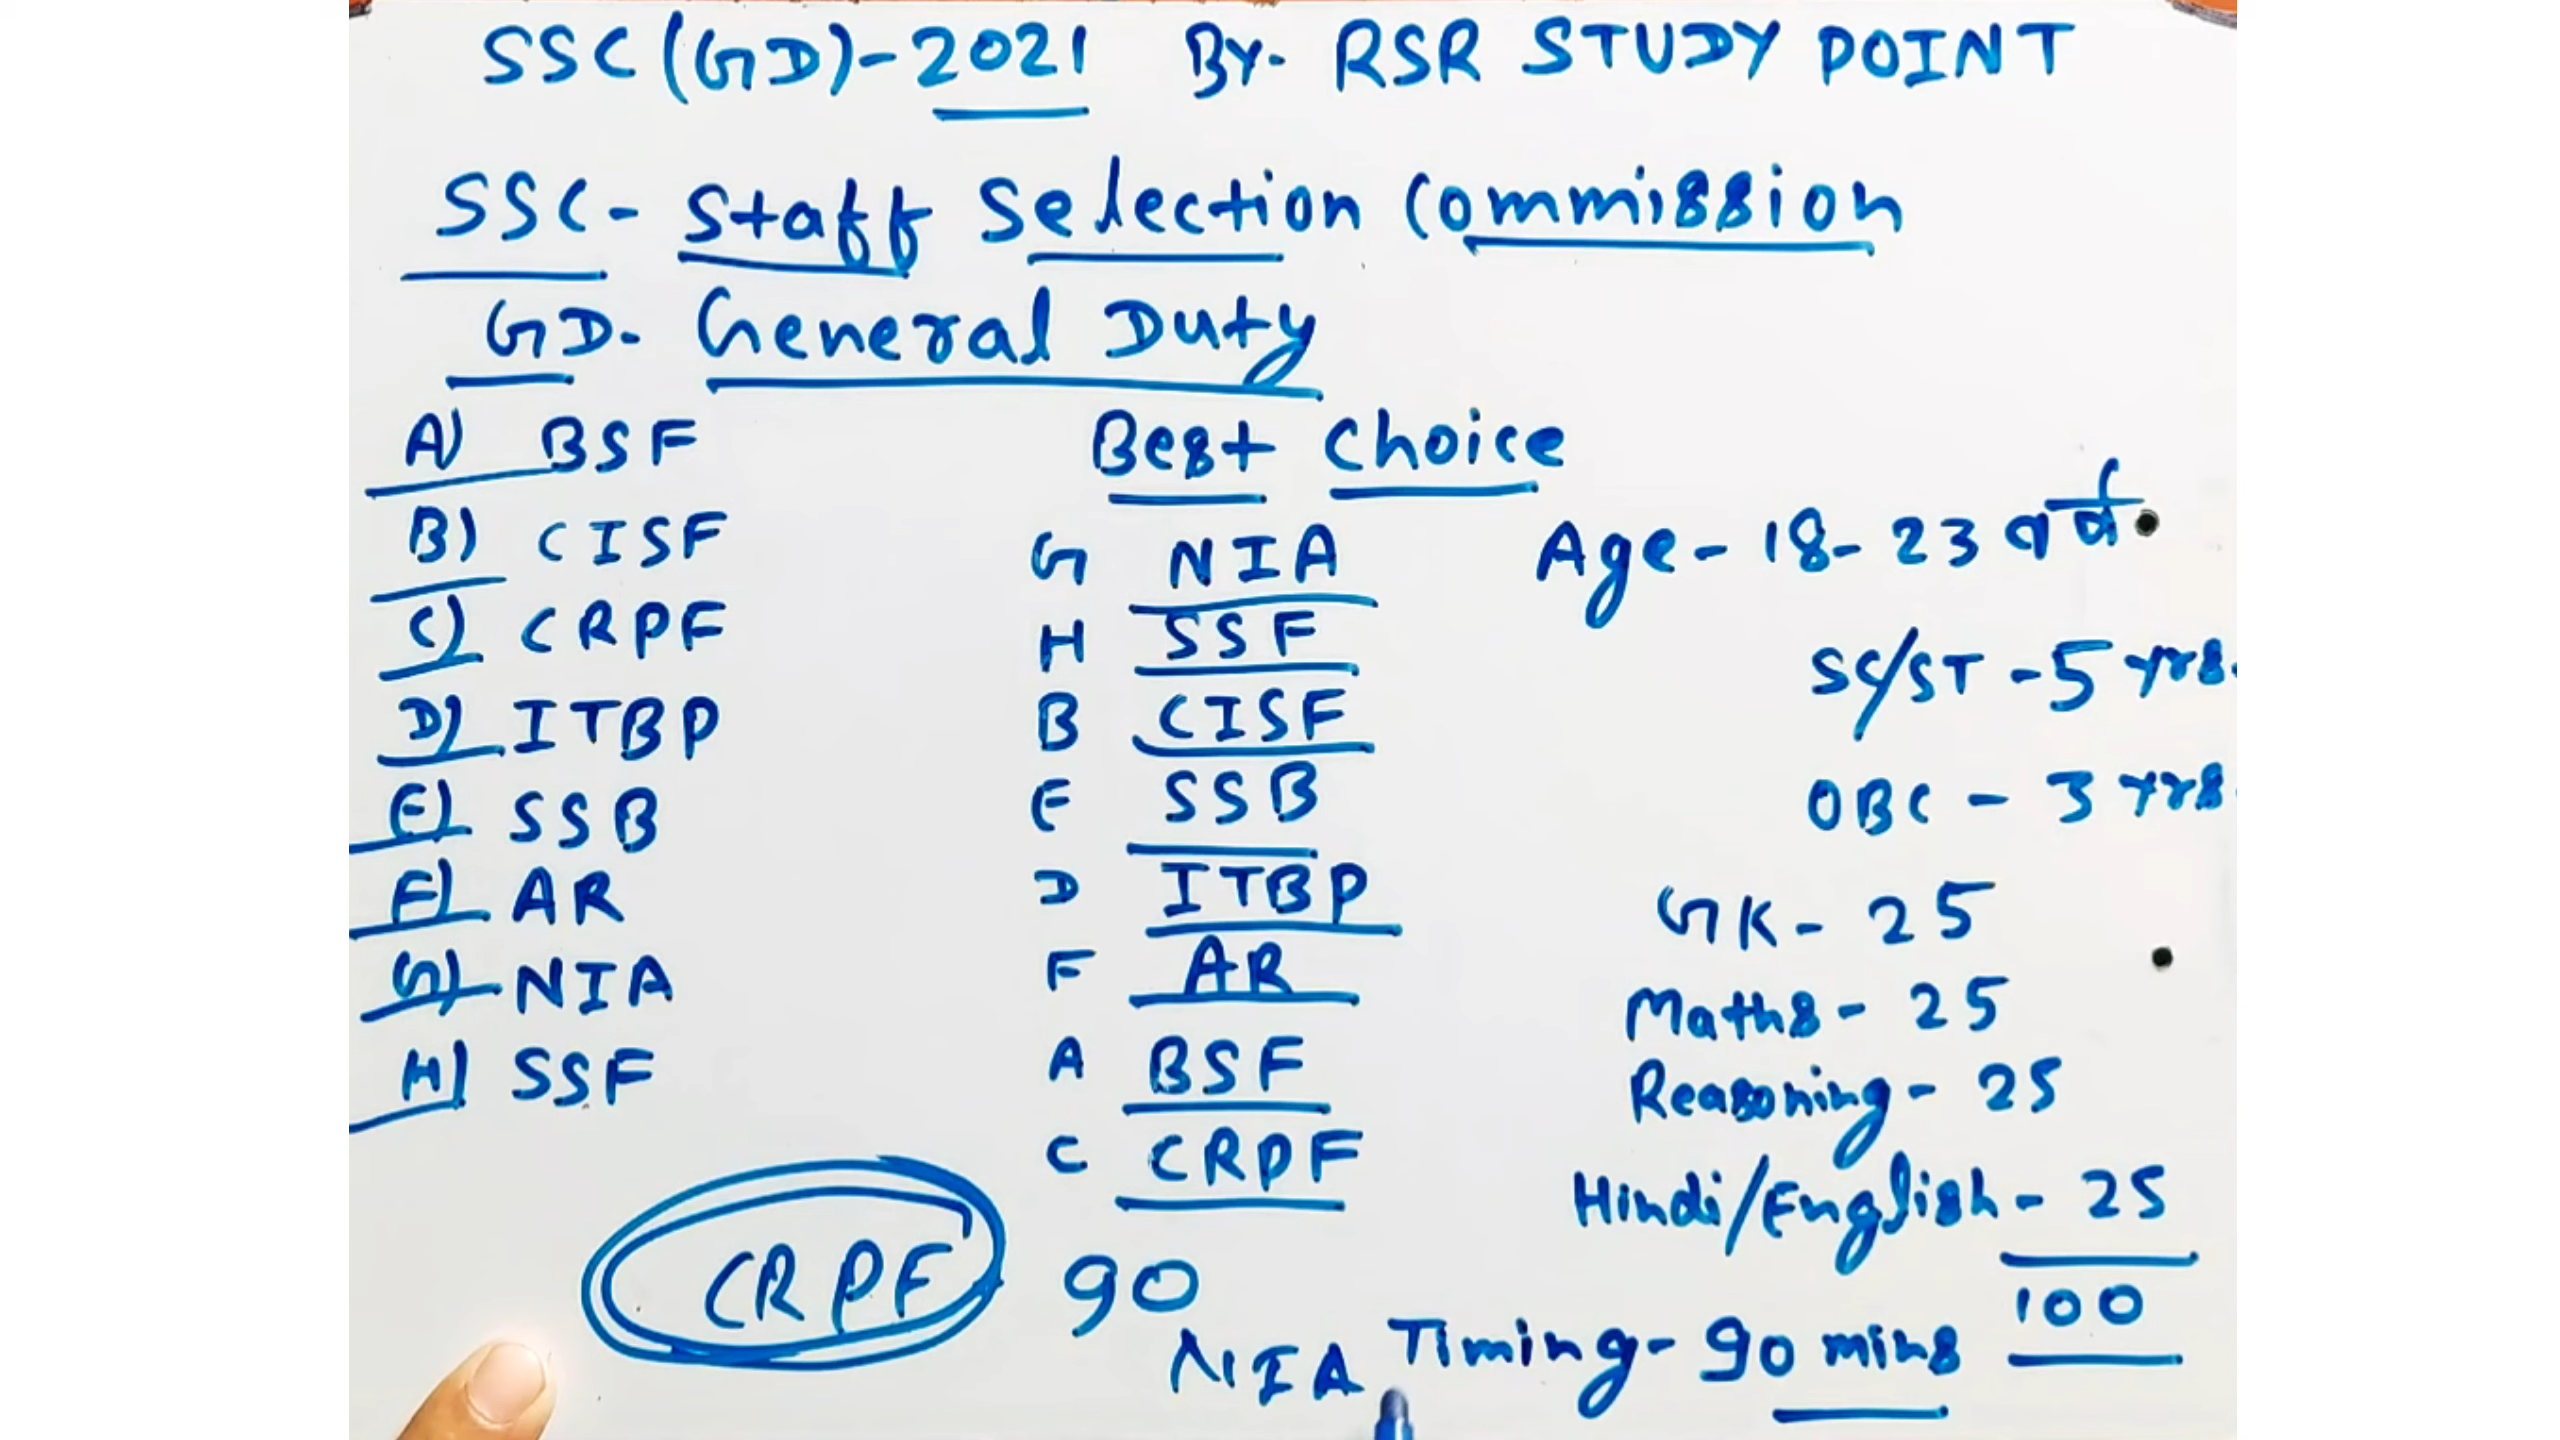 SSC (GD)-2021 BY- RSR STUDY POINT
SSC- Staff Selection Commission
GD- General Duty
A) BSF
B) CISF
C) CRPF
D) ITBP
E) SSB
F) AR
G) NIA
H) SSF
Best Choice
G NIA
H SSF
B CISF
E SSB
D ITBP
F AR
A BSF
C CRPF
Age- 18-23 वर्ष
SC/ST -5 yrs.
OBC - 3 yrs.
GK- 25
Maths- 25
Reasoning- 25
Hindi/English- 25
100
Timing- 90 mins
CRPF 90
NIA